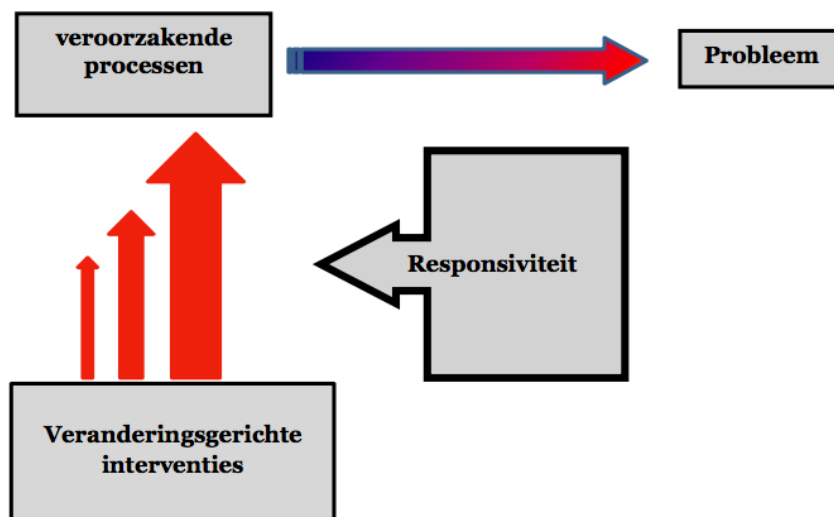 veroorzakende
processen
Probleem
Responsiviteit
Veranderingsgerichte
interventies